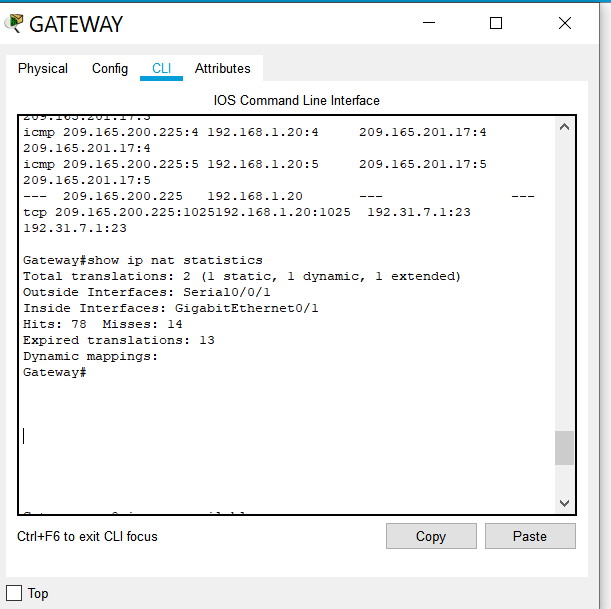 GATEWAY
Physical Config CLI Attributes
IOS Command Line Interface
209.165.201.17:3
icmp 209.165.200.225:4 192.168.1.20:4 209.165.201.17:4
209.165.201.17:4
icmp 209.165.200.225:5 192.168.1.20:5 209.165.201.17:5
209.165.201.17:5
--- 209.165.200.225 192.168.1.20 --- ---
tcp 209.165.200.225:1025192.168.1.20:1025 192.31.7.1:23
192.31.7.1:23
Gateway#show ip nat statistics
Total translations: 2 (1 static, 1 dynamic, 1 extended)
Outside Interfaces: Serial0/0/1
Inside Interfaces: GigabitEthernet0/1
Hits: 78 Misses: 14
Expired translations: 13
Dynamic mappings:
Gateway#
Ctrl+F6 to exit CLI focus
Copy
Paste
Top